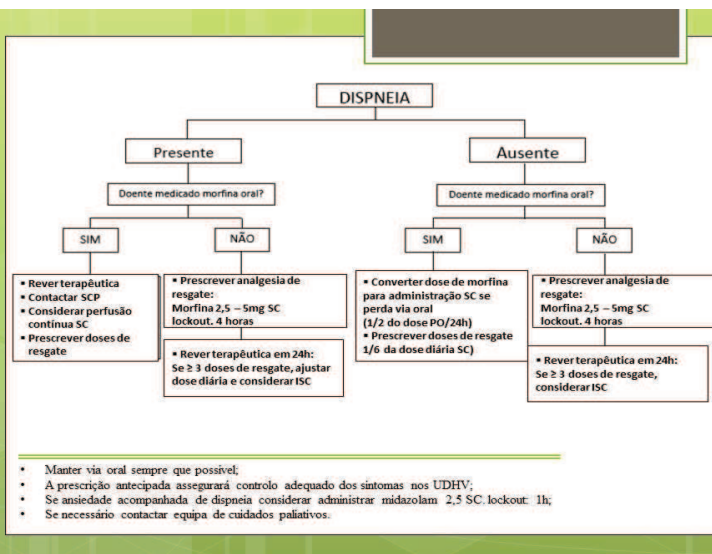 DISPNEIA
Presente
Doente medicado morfina oral?
SIM
▪ Rever terapêutica
▪ Contactar SCP
▪ Considerar perfusão
contínua SC
▪ Prescrever doses de
resgate
NÃO
▪ Prescrever analgesia de
resgate:
Morfina 2,5 – 5mg SC
lockout. 4 horas
▪ Rever terapêutica em 24h:
Se ≥ 3 doses de resgate, ajustar
dose diária e considerar ISC
Ausente
Doente medicado morfina oral?
SIM
▪ Converter dose de morfina
para administração SC se
perda via oral
(1/2 do dose PO/24h)
▪ Prescrever doses de resgate
1/6 da dose diária SC)
NÃO
▪ Prescrever analgesia de
resgate:
Morfina 2,5 – 5mg SC
lockout. 4 horas
▪ Rever terapêutica em 24h:
Se ≥ 3 doses de resgate,
considerar ISC
▪ Manter via oral sempre que possível;
▪ A prescrição antecipada assegurará controlo adequado dos sintomas nos UDHV;
▪ Se ansiedade acompanhada de dispneia considerar administrar midazolam 2,5 SC. lockout: 1h;
▪ Se necessário contactar equipa de cuidados paliativos.